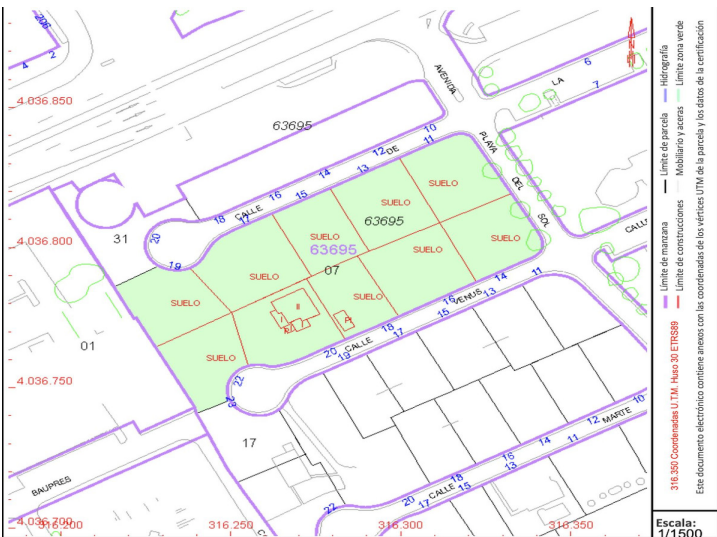 206
2
4
6
7
LA
AVENIDA
4.036.850
63695
10
12
DE
11
14
13
PLAYA
DEL
SOL
16
15
18
CALLE
17
20
31
19
SUELO
SUELO
SUELO
63695
63695
SUELO
SUELO
CALL
4.036.800
07
SUELO
SUELO
II
I
P
01
SUELO
14
11
16
VENUS
13
15
17
20
CALLE
19
4.036.750
22
23
17
10
12
MARTE
14
11
16
13
18
15
20
CALLE
17
22
BAUPRES
4.036.700
316.200
316.250
316.300
316.350
316.350 Coordenadas U.T.M. Huso 30 ETRS89
Límite de manzana
Límite de parcela
Hidrografía
Límite de construcciones
Mobiliario y aceras
Límite zona verde
Este documento electrónico contiene anexos con las coordenadas de los vértices UTM de la parcela y los datos de la certificación
Escala:
1/1500